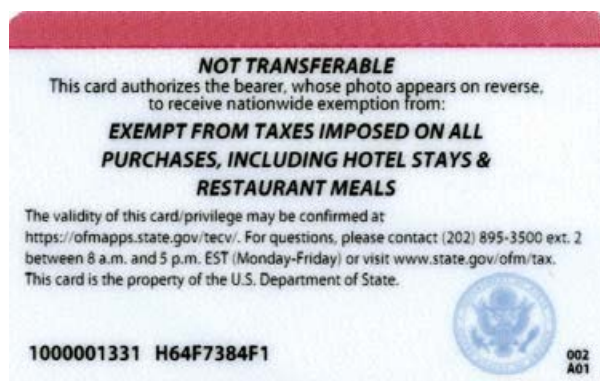 NOT TRANSFERABLE
This card authorizes the bearer, whose photo appears on reverse,
to receive nationwide exemption from:
EXEMPT FROM TAXES IMPOSED ON ALL
PURCHASES, INCLUDING HOTEL STAYS &
RESTAURANT MEALS
The validity of this card/privilege may be confirmed at
https://ofmapps.state.gov/tecv/. For questions, please contact (202) 895-3500 ext. 2
between 8 a.m. and 5 p.m. EST (Monday-Friday) or visit www.state.gov/ofm/tax.
This card is the property of the U.S. Department of State.
1000001331 H64F7384F1
002
A01